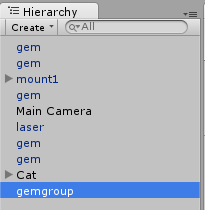 Hierarchy
Create All
gem
gem
mount1
gem
Main Camera
laser
gem
gem
Cat
gemgroup